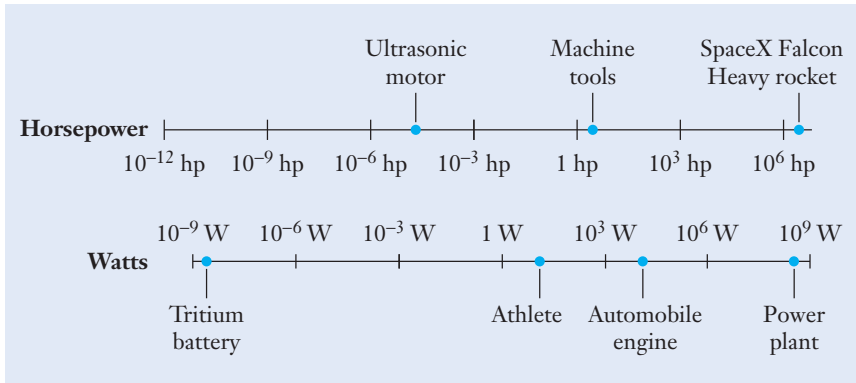 Ultrasonic motor
Machine tools
SpaceX Falcon Heavy rocket
Horsepower
10⁻¹² hp 10⁻⁹ hp 10⁻⁶ hp 10⁻³ hp 1 hp 10³ hp 10⁶ hp
10⁻⁹ W 10⁻⁶ W 10⁻³ W 1 W 10³ W 10⁶ W 10⁹ W
Watts
Tritium battery
Athlete
Automobile engine
Power plant